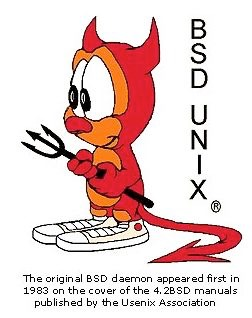 BSD UNIX®
The original BSD daemon appeared first in
1983 on the cover of the 4.2BSD manuals
published by the Usenix Association